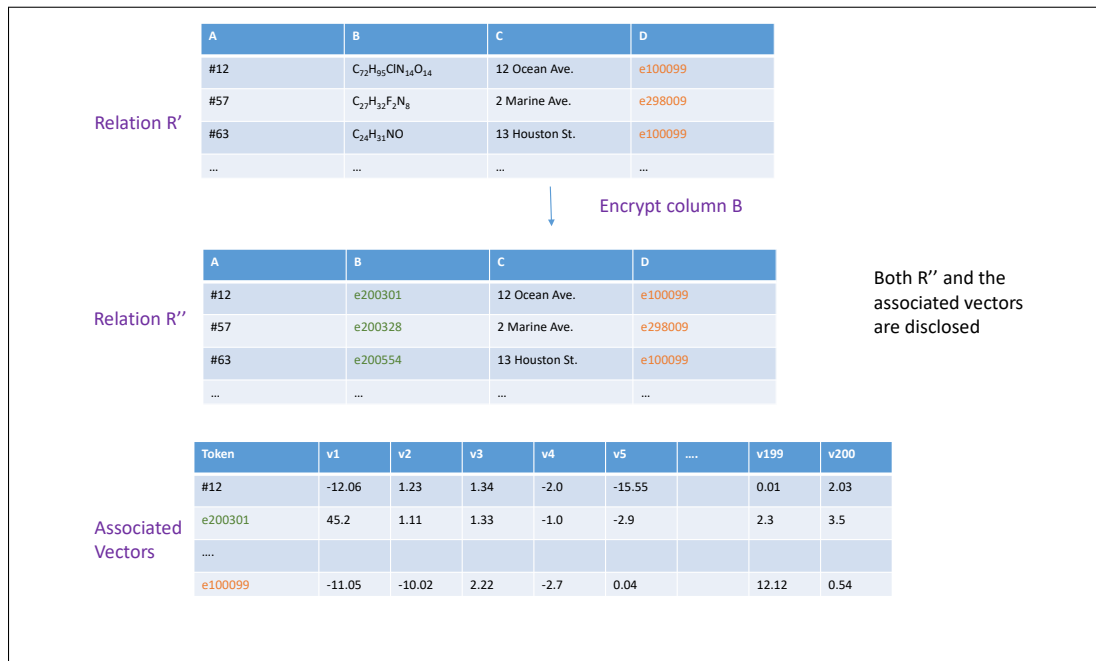 A B C D
#12 C₇₂H₉₅ClN₁₄O₁₄ 12 Ocean Ave. e100099
#57 C₂₇H₃₂F₂N₈ 2 Marine Ave. e298009
Relation R'
#63 C₂₄H₃₁NO 13 Houston St. e100099
... ... ... ...
Encrypt column B
A B C D
#12 e200301 12 Ocean Ave. e100099
Relation R''
#57 e200328 2 Marine Ave. e298009
#63 e200554 13 Houston St. e100099
... ... ... ...
Both R'' and the
associated vectors
are disclosed
Token v1 v2 v3 v4 v5 .... v199 v200
#12 -12.06 1.23 1.34 -2.0 -15.55 0.01 2.03
e200301 45.2 1.11 1.33 -1.0 -2.9 2.3 3.5
Associated
Vectors
....
e100099 -11.05 -10.02 2.22 -2.7 0.04 12.12 0.54